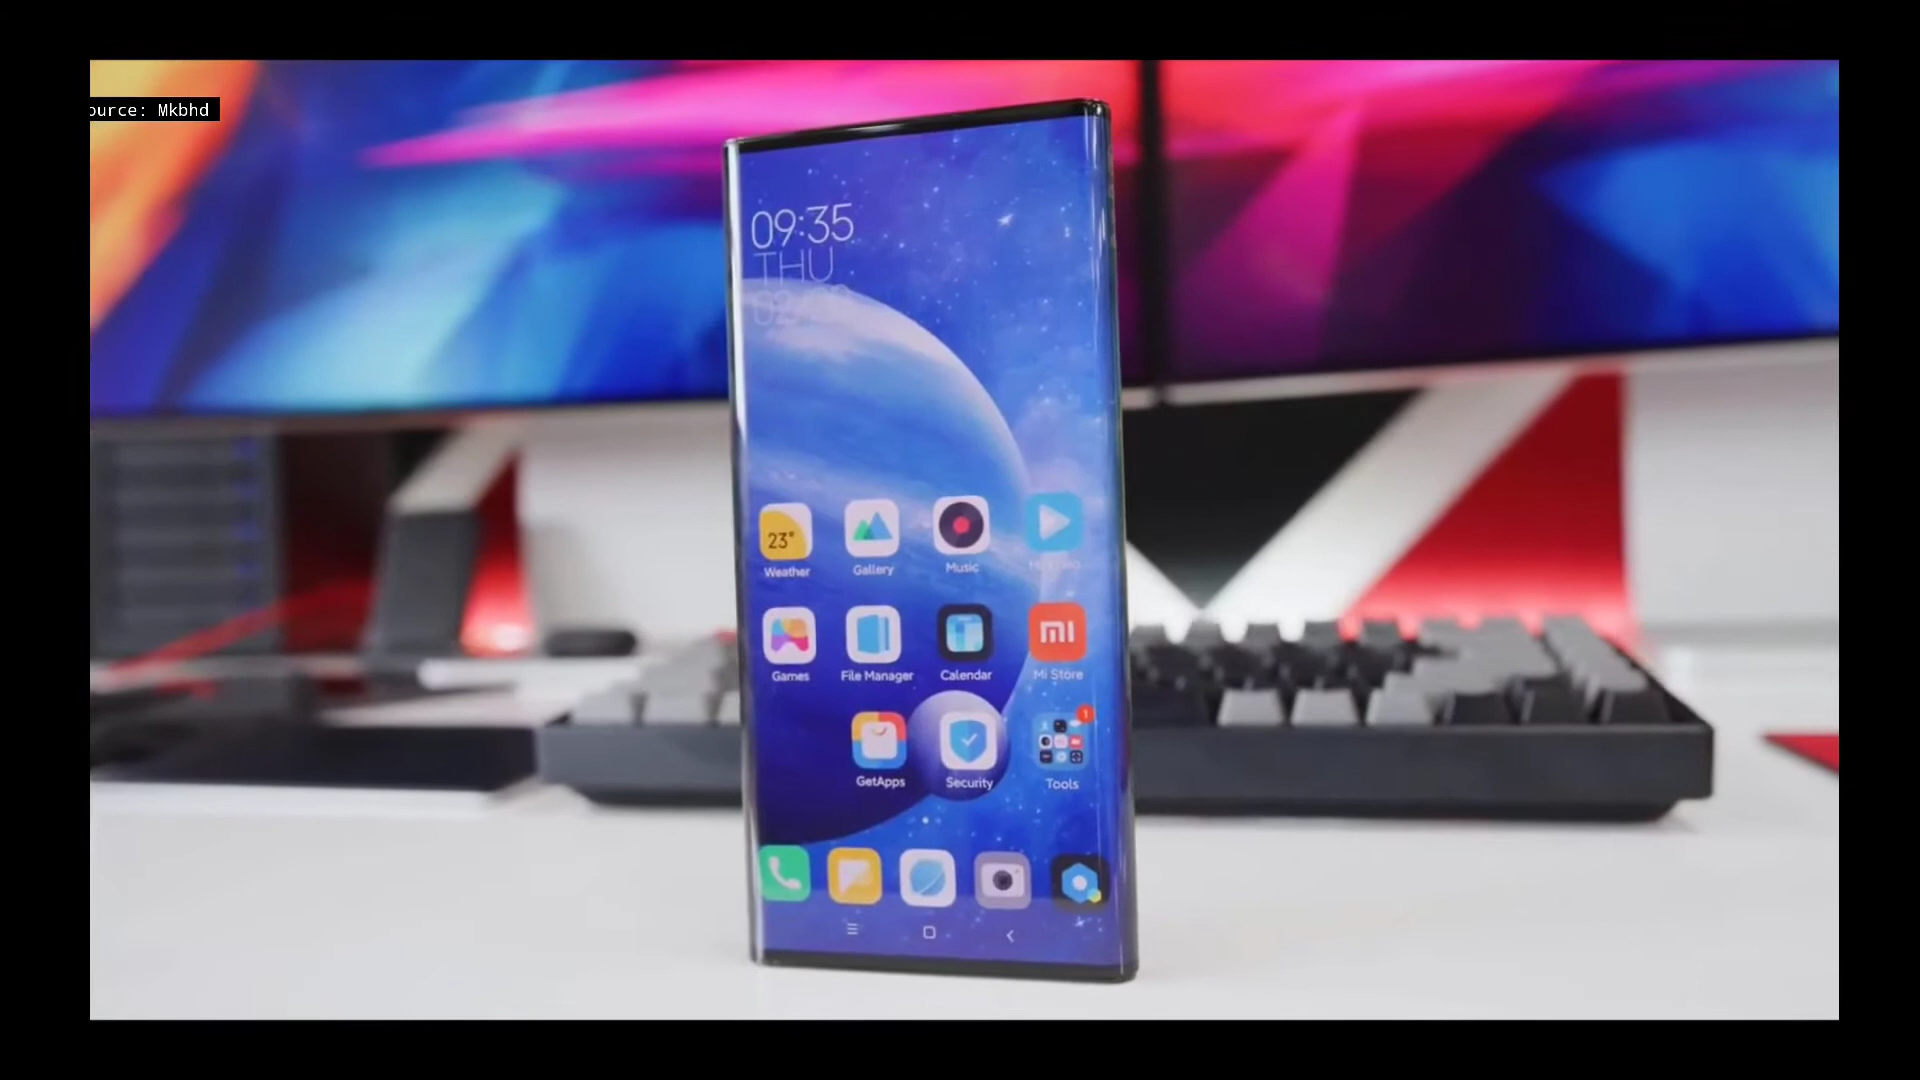 ource: Mkbhd
09:35
THU
23°
Weather
Gallery
Music
Games
File Manager
Calendar
mi
Mi Store
1
GetApps
Security
Tools